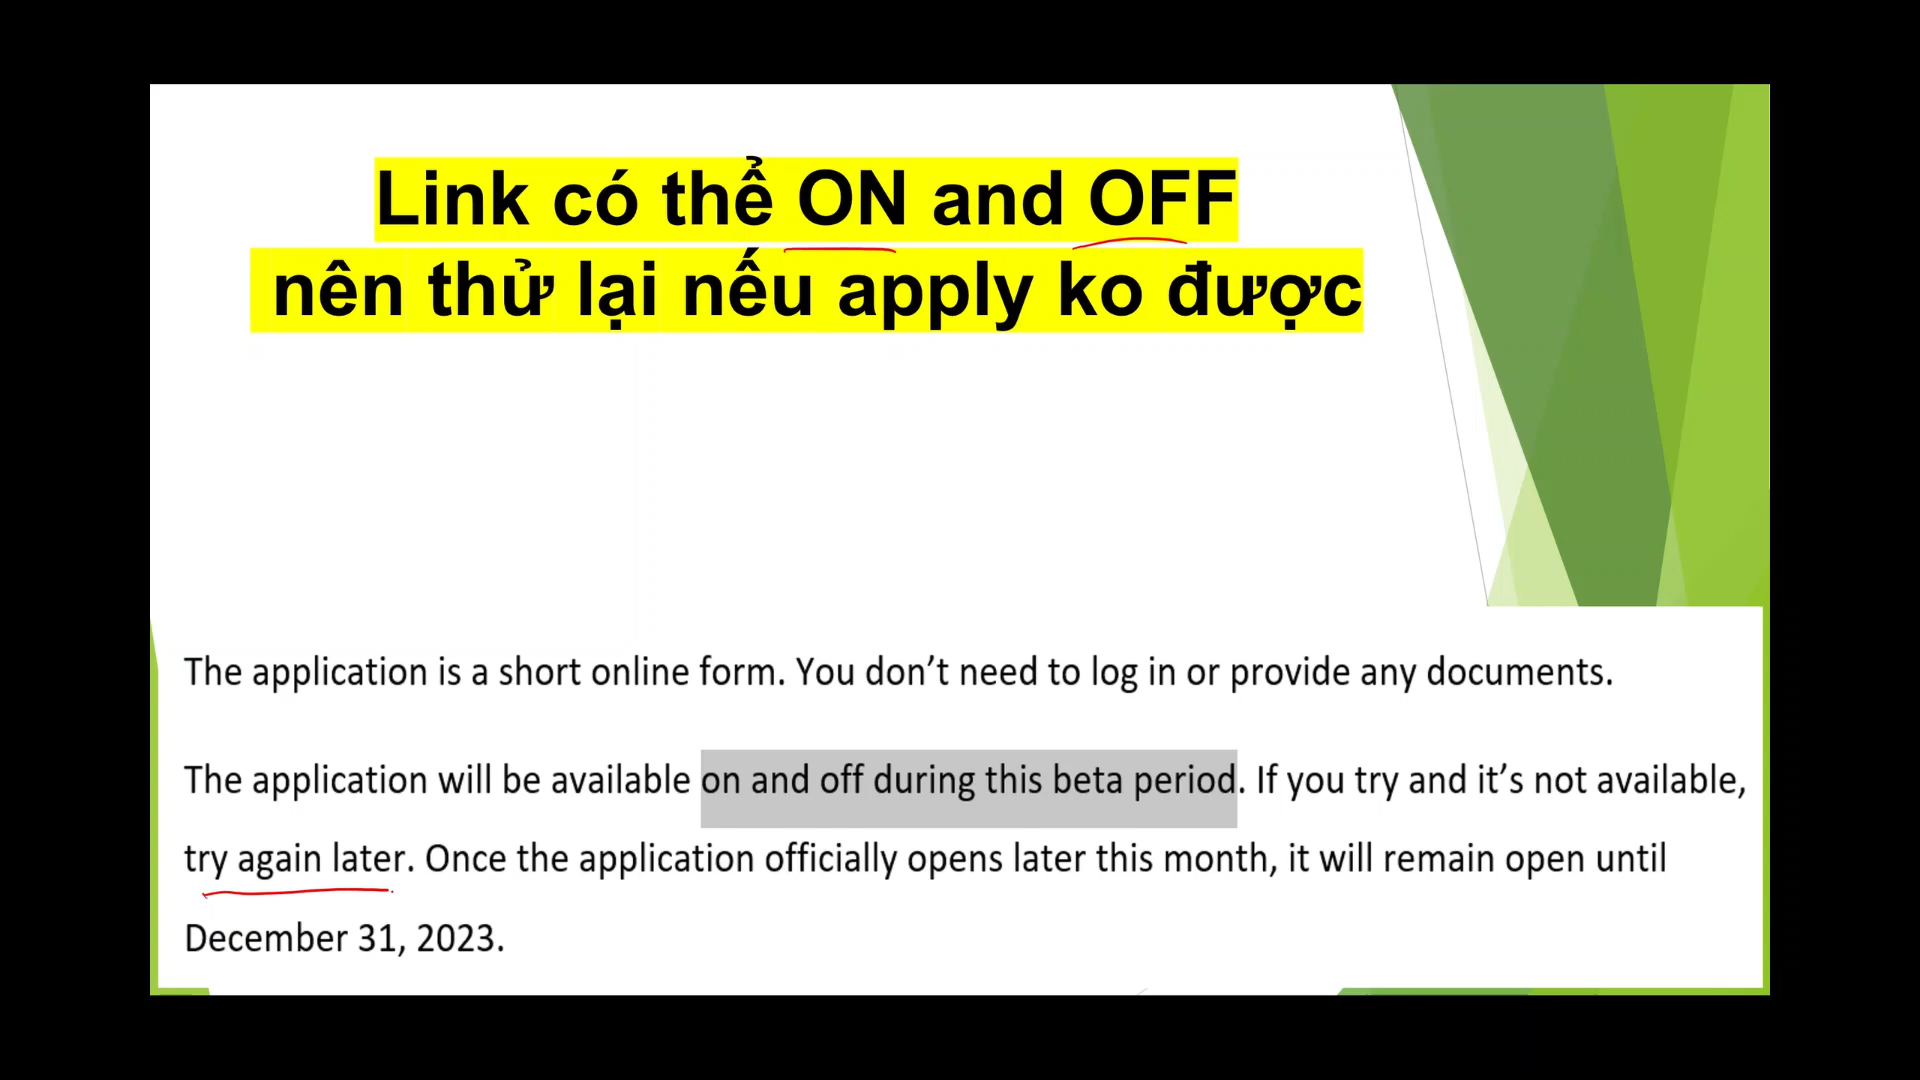 Link có thể ON and OFF
nên thử lại nếu apply ko được
The application is a short online form. You don’t need to log in or provide any documents.
The application will be available on and off during this beta period. If you try and it’s not available,
try again later. Once the application officially opens later this month, it will remain open until
December 31, 2023.